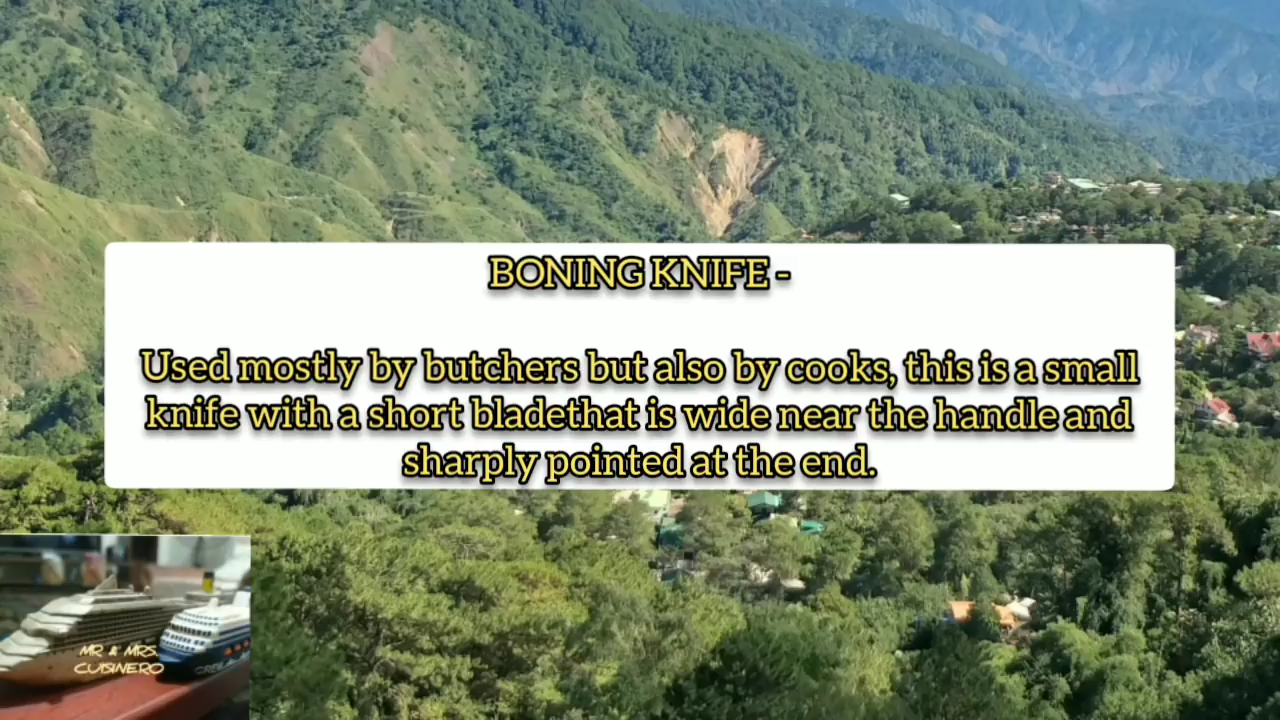 BONING KNIFE -
Used mostly by butchers but also by cooks, this is a small
knife with a short bladethat is wide near the handle and
sharply pointed at the end.
MR & MRS.
CUISINERO